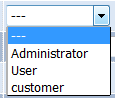 ---
---
Administrator
User
customer